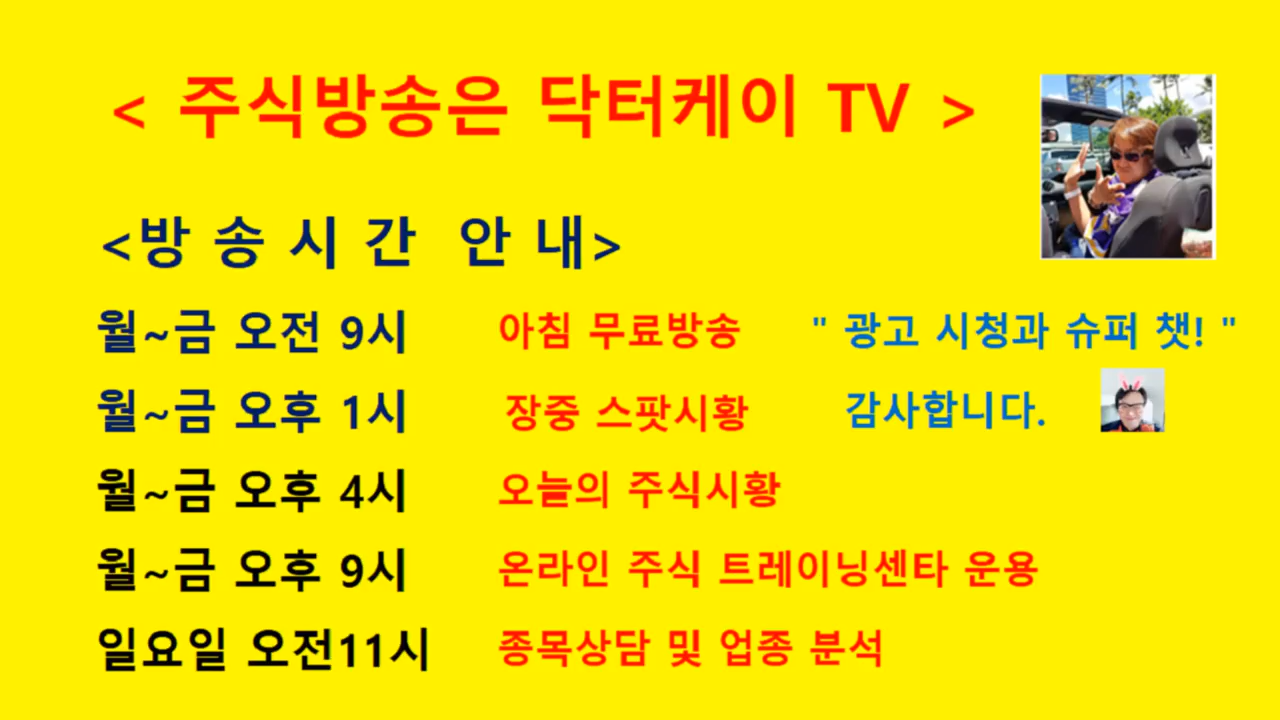 < 주식방송은 닥터케이 TV >
<방 송 시 간 안 내>
월~금 오전 9시 아침 무료방송 " 광고 시청과 슈퍼 챗! "
월~금 오후 1시 장중 스팟시황 감사합니다.
월~금 오후 4시 오늘의 주식시황
월~금 오후 9시 온라인 주식 트레이닝센타 운용
일요일 오전11시 종목상담 및 업종 분석